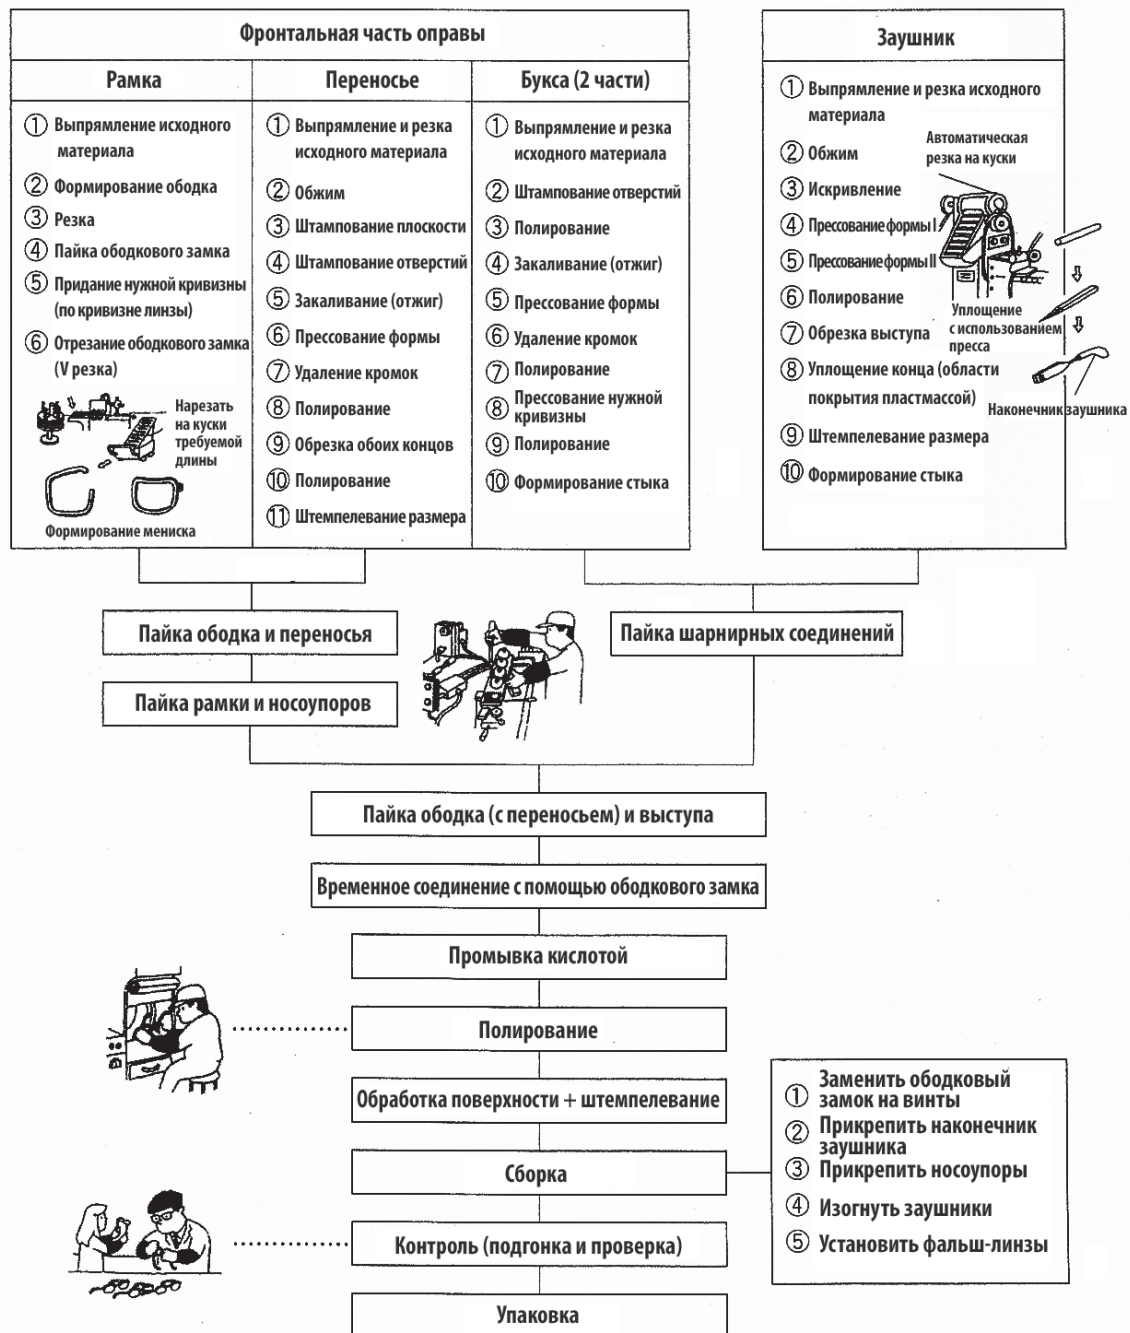 Фронтальная часть оправы
Рамка
① Выпрямление исходного
материала
② Формирование ободка
③ Резка
④ Пайка ободкового замка
⑤ Придание нужной кривизны
(по кривизне линзы)
⑥ Отрезание ободкового замка
(V резка)
Нарезать
на куски
требуемой
длины
Формирование мениска
Переносье
① Выпрямление и резка
исходного материала
② Обжим
③ Штампование плоскости
④ Штампование отверстий
⑤ Закаливание (отжиг)
⑥ Прессование формы
⑦ Удаление кромок
⑧ Полирование
⑨ Обрезка обоих концов
⑩ Полирование
⑪ Штемпелевание размера
Букса (2 части)
① Выпрямление и резка
исходного материала
② Штампование отверстий
③ Полирование
④ Закаливание (отжиг)
⑤ Прессование формы
⑥ Удаление кромок
⑦ Полирование
⑧ Прессование нужной
кривизны
⑨ Полирование
⑩ Формирование стыка
Заушник
① Выпрямление и резка исходного
материала
Автоматическая
резка на куски
② Обжим
③ Искривление
④ Прессование формы I
⑤ Прессование формы II
⑥ Полирование
Уплощение
с использованием
пресса
⑦ Обрезка выступа
⑧ Уплощение конца (области
покрытия пластмассой)
Наконечник заушника
⑨ Штемпелевание размера
⑩ Формирование стыка
Пайка ободка и переносья
Пайка шарнирных соединений
Пайка рамки и носоупоров
Пайка ободка (с переносьем) и выступа
Временное соединение с помощью ободкового замка
Промывка кислотой
Полирование
Обработка поверхности + штемпелевание
Сборка
① Заменить ободковый
замок на винты
② Прикрепить наконечник
заушника
③ Прикрепить носоупоры
④ Изогнуть заушники
⑤ Установить фальш-линзы
Контроль (подгонка и проверка)
Упаковка